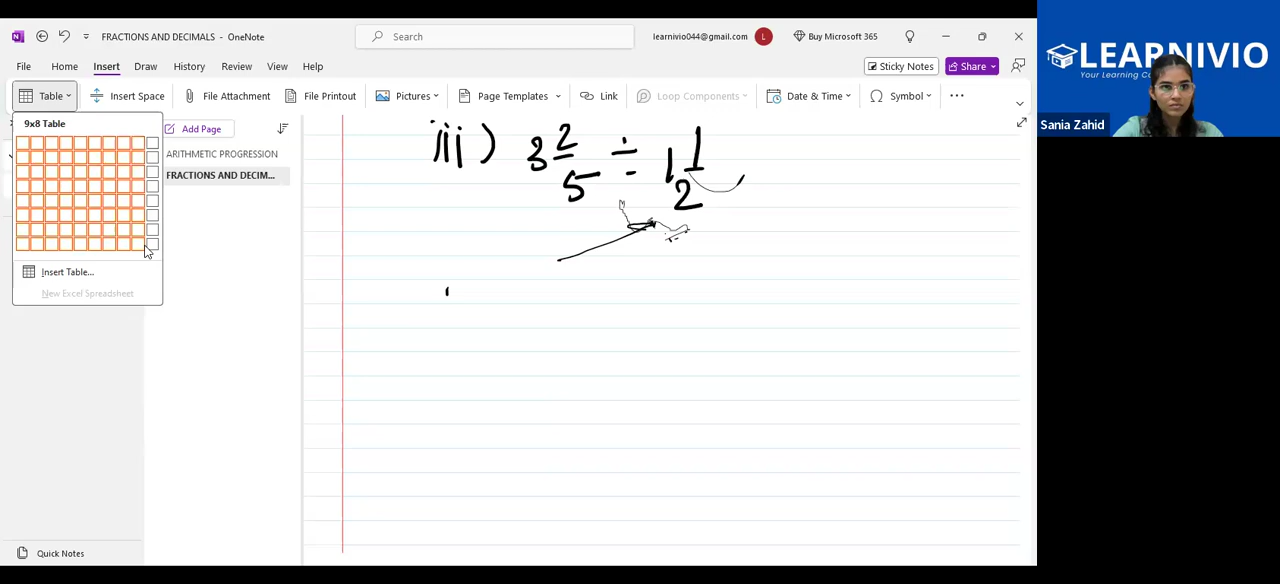 FRACTIONS AND DECIMALS - OneNote
Search
learnivio044@gmail.com
L
Buy Microsoft 365
File Home Insert Draw History Review View Help
Sticky Notes
Share
Table
Insert Space
File Attachment
File Printout
Pictures
Page Templates
Link
Loop Components
Date & Time
Symbol
9x8 Table
Insert Table...
New Excel Spreadsheet
Add Page
ARITHMETIC PROGRESSION
FRACTIONS AND DECIM...
Quick Notes
iii) 3 2/5 ÷ 1 1/2
LEARNIVIO
Sania Zahid